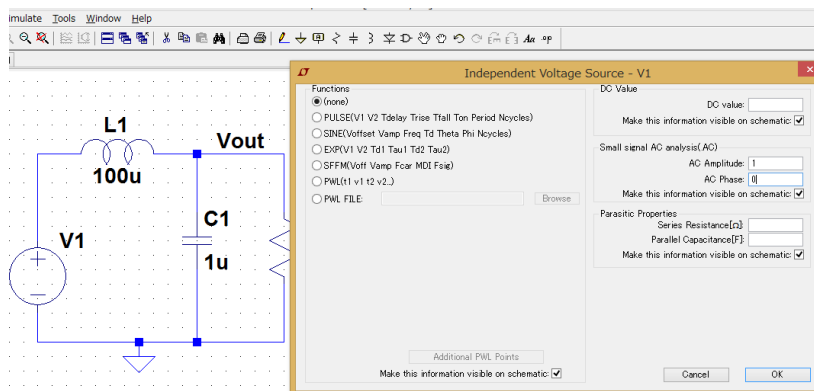 imulate Tools Window Help
Aa .op
L1
100u
Vout
C1
1u
V1
Independent Voltage Source - V1
Functions
(none)
PULSE(V1 V2 Tdelay Trise Tfall Ton Period Ncycles)
SINE(Voffset Vamp Freq Td Theta Phi Ncycles)
EXP(V1 V2 Td1 Tau1 Td2 Tau2)
SFFM(Voff Vamp Fcar MDI Fsig)
PWL(t1 v1 t2 v2..)
PWL FILE:
Browse
Additional PWL Points
Make this information visible on schematic:
DC Value
DC value:
Make this information visible on schematic:
Small signal AC analysis(.AC)
AC Amplitude: 1
AC Phase: 0
Make this information visible on schematic:
Parasitic Properties
Series Resistance[Ω]:
Parallel Capacitance[F]:
Make this information visible on schematic:
Cancel
OK